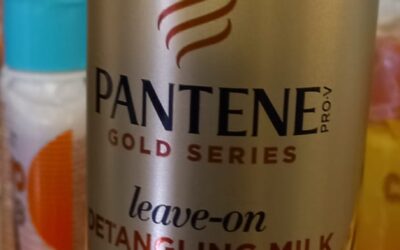 PANTENE
PRO-V
GOLD SERIES
leave-on
DETANGLING MILK